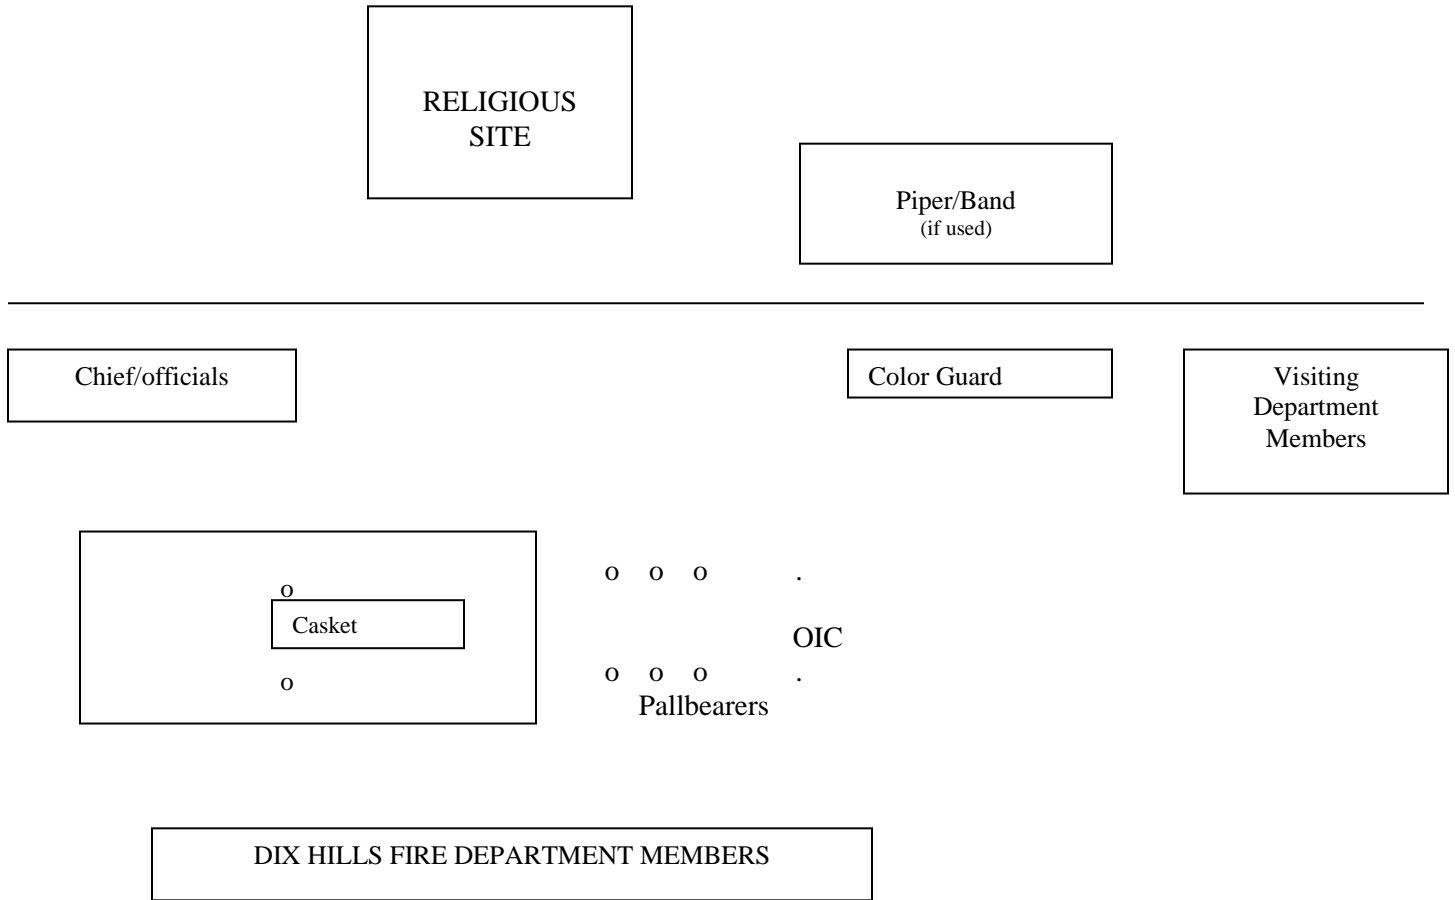 RELIGIOUS
SITE
Piper/Band
(if used)
Chief/officials
Color Guard
Visiting
Department
Members
o o o .
o
Casket
OIC
o o o .
o
Pallbearers
DIX HILLS FIRE DEPARTMENT MEMBERS